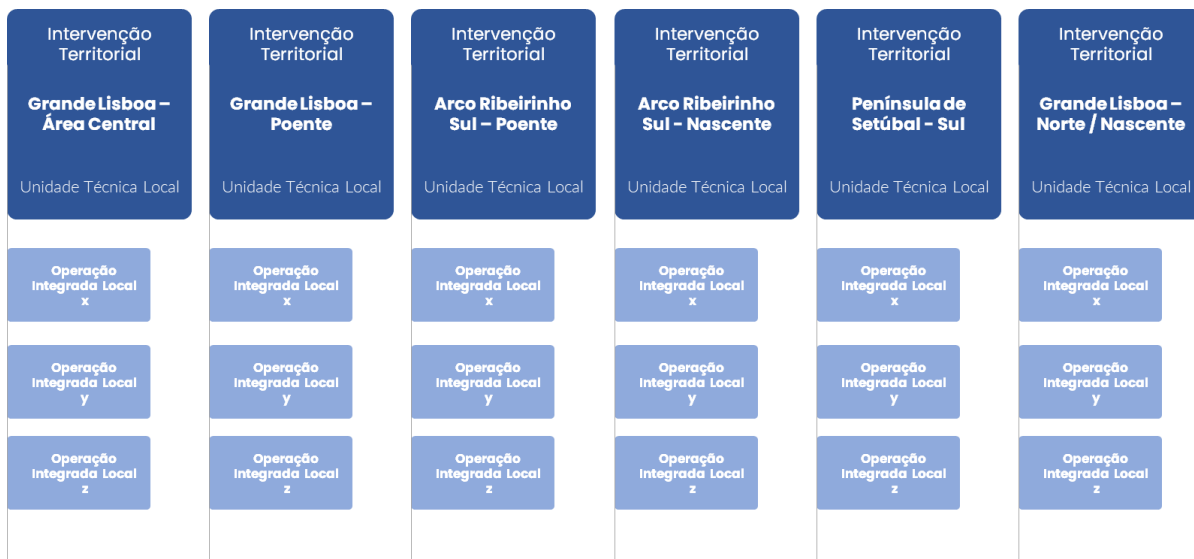 Intervenção
Territorial
Grande Lisboa –
Área Central
Unidade Técnica Local
Operação
Integrada Local
x
Operação
Integrada Local
y
Operação
Integrada Local
z
Intervenção
Territorial
Grande Lisboa –
Poente
Unidade Técnica Local
Operação
Integrada Local
x
Operação
Integrada Local
y
Operação
Integrada Local
z
Intervenção
Territorial
Arco Ribeirinho
Sul – Poente
Unidade Técnica Local
Operação
Integrada Local
x
Operação
Integrada Local
y
Operação
Integrada Local
z
Intervenção
Territorial
Arco Ribeirinho
Sul - Nascente
Unidade Técnica Local
Operação
Integrada Local
x
Operação
Integrada Local
y
Operação
Integrada Local
z
Intervenção
Territorial
Península de
Setúbal - Sul
Unidade Técnica Local
Operação
Integrada Local
x
Operação
Integrada Local
y
Operação
Integrada Local
z
Intervenção
Territorial
Grande Lisboa –
Norte / Nascente
Unidade Técnica Local
Operação
Integrada Local
x
Operação
Integrada Local
y
Operação
Integrada Local
z